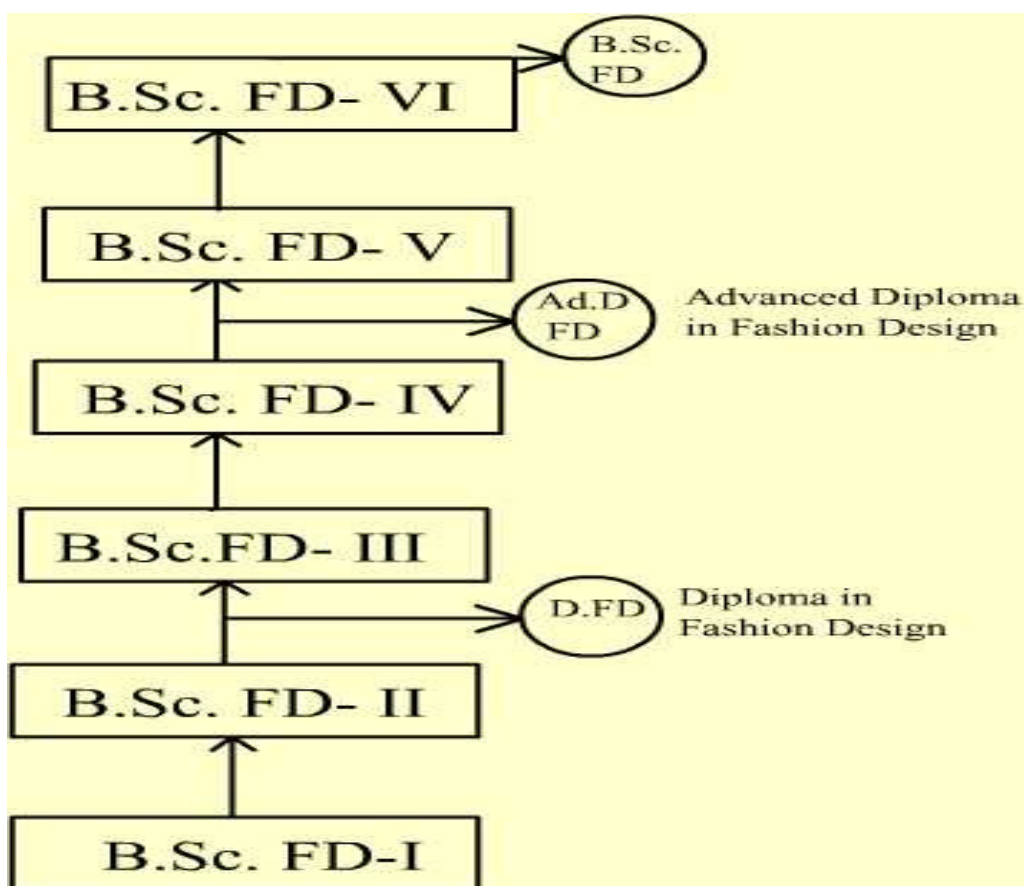 B.Sc.
FD
B.Sc. FD- VI
B.Sc. FD- V
Ad.D
FD
Advanced Diploma
in Fashion Design
B.Sc. FD- IV
B.Sc.FD- III
D.FD
Diploma in
Fashion Design
B.Sc. FD- II
B.Sc. FD-I